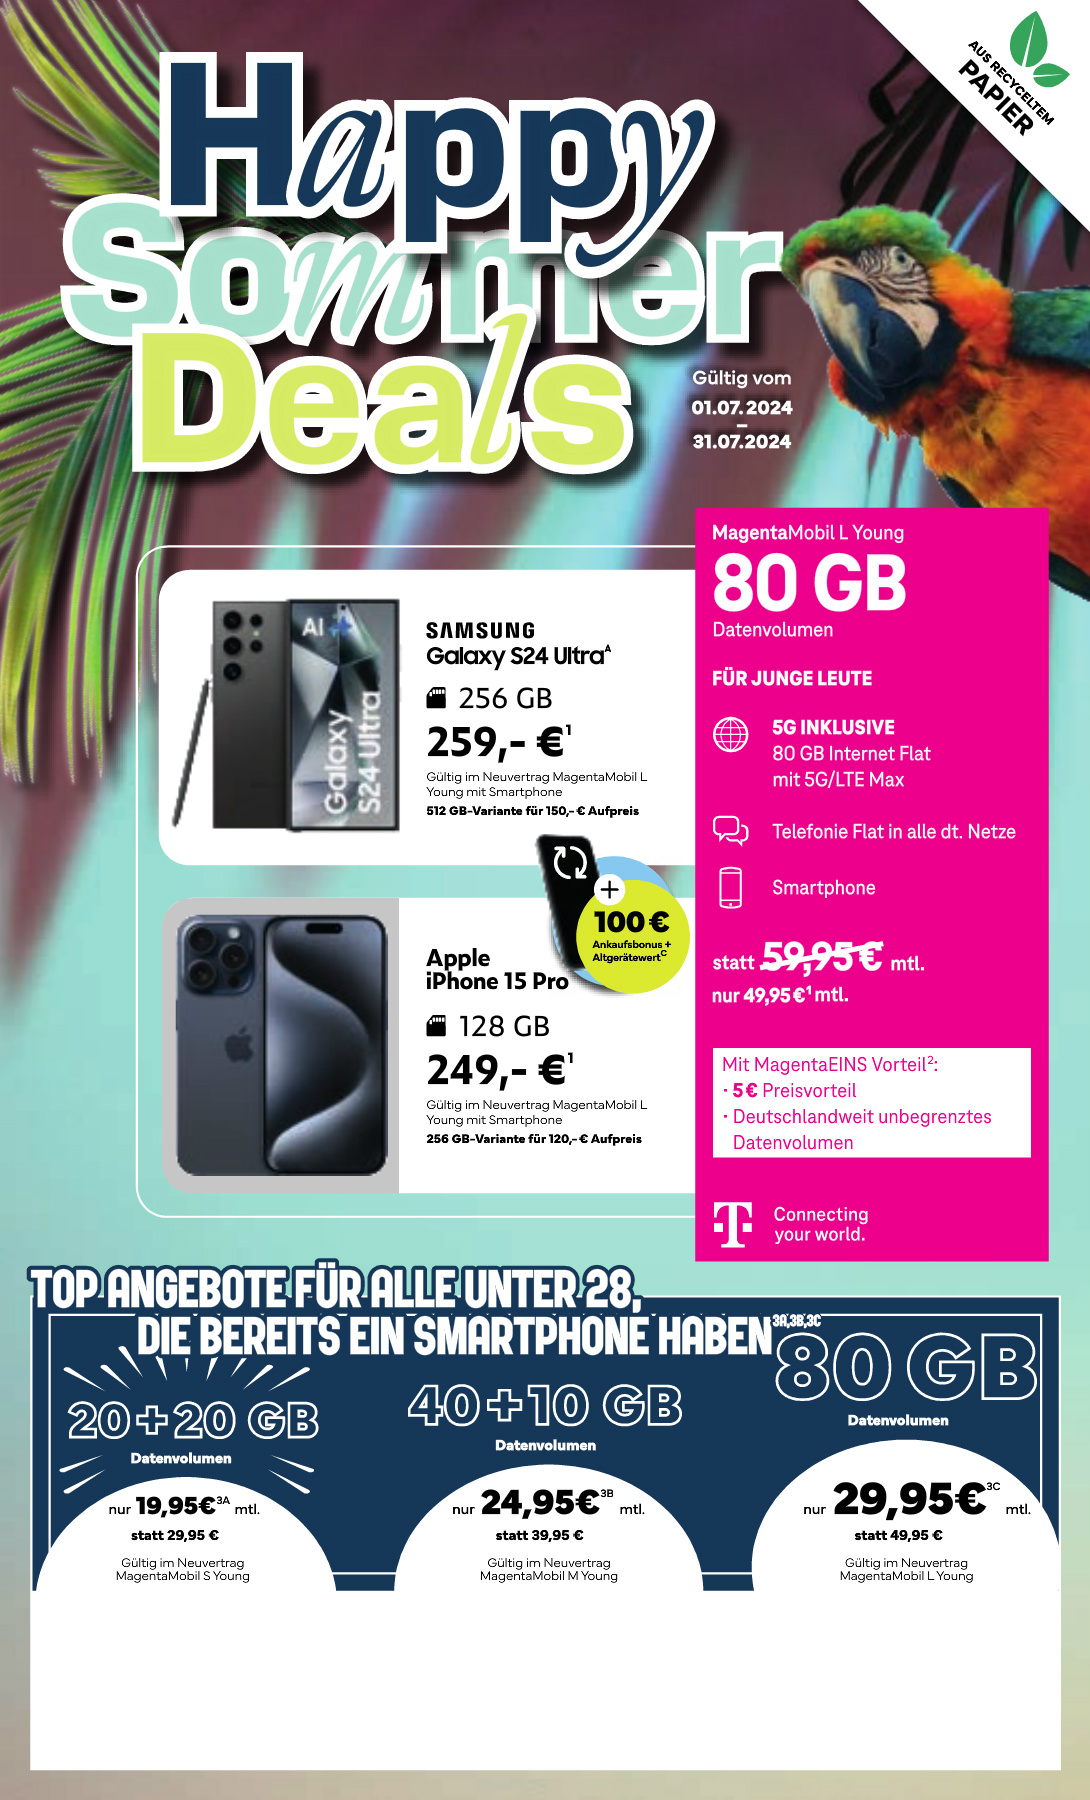 AUS RECYCELTEM
PAPIER
Happy
Sommer
Deals
Gültig vom
01.07.2024
–
31.07.2024
AI
Galaxy
S24 Ultra
SAMSUNG
Galaxy S24 Ultra^A
256 GB
259,- €¹
Gültig im Neuvertrag MagentaMobil L
Young mit Smartphone
512 GB-Variante für 150,- € Aufpreis
+
100 €
Ankaufsbonus +
Altgerätewert^C
Apple
iPhone 15 Pro
128 GB
249,- €¹
Gültig im Neuvertrag MagentaMobil L
Young mit Smartphone
256 GB-Variante für 120,- € Aufpreis
MagentaMobil L Young
80 GB
Datenvolumen
FÜR JUNGE LEUTE
5G INKLUSIVE
80 GB Internet Flat
mit 5G/LTE Max
Telefonie Flat in alle dt. Netze
Smartphone
statt 59,95 € mtl.
nur 49,95 €¹ mtl.
Mit MagentaEINS Vorteil²:
· 5 € Preisvorteil
· Deutschlandweit unbegrenztes
Datenvolumen
T
Connecting
your world.
TOP ANGEBOTE FÜR ALLE UNTER 28,
DIE BEREITS EIN SMARTPHONE HABEN 3A,3B,3C
20+20 GB
Datenvolumen
nur 19,95€ 3A mtl.
statt 29,95 €
Gültig im Neuvertrag
MagentaMobil S Young
40+10 GB
Datenvolumen
nur 24,95€ 3B mtl.
statt 39,95 €
Gültig im Neuvertrag
MagentaMobil M Young
80 GB
Datenvolumen
nur 29,95€ 3C mtl.
statt 49,95 €
Gültig im Neuvertrag
MagentaMobil L Young